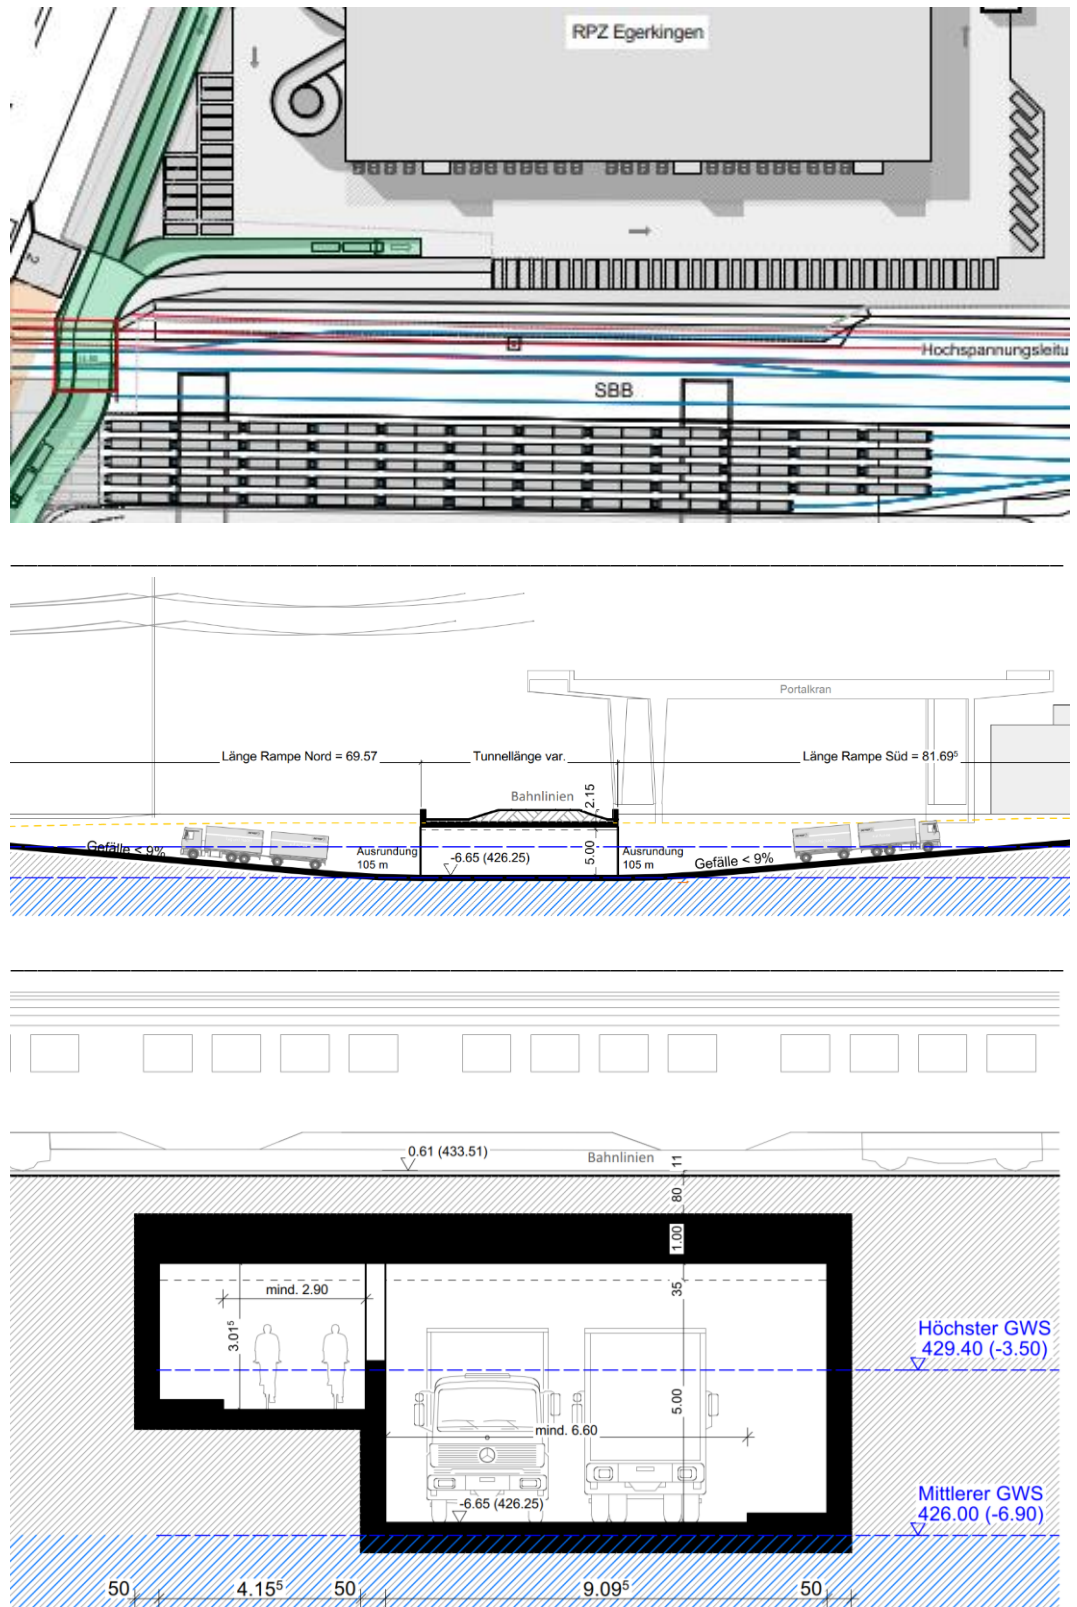 RPZ Egerkingen
2
Hochspannungsleitu
SBB
Portalkran
Länge Rampe Nord = 69.57
Tunnellänge var.
Länge Rampe Süd = 81.69⁵
Bahnlinien
2.15
Gefälle < 9%
Ausrundung
105 m
-6.65 (426.25)
5.00
Ausrundung
105 m
Gefälle < 9%
0.61 (433.51)
Bahnlinien
11
80
1.00
mind. 2.90
35
3.01⁵
Höchster GWS
429.40 (-3.50)
5.00
mind. 6.60
-6.65 (426.25)
Mittlerer GWS
426.00 (-6.90)
50 4.15⁵ 50 9.09⁵ 50